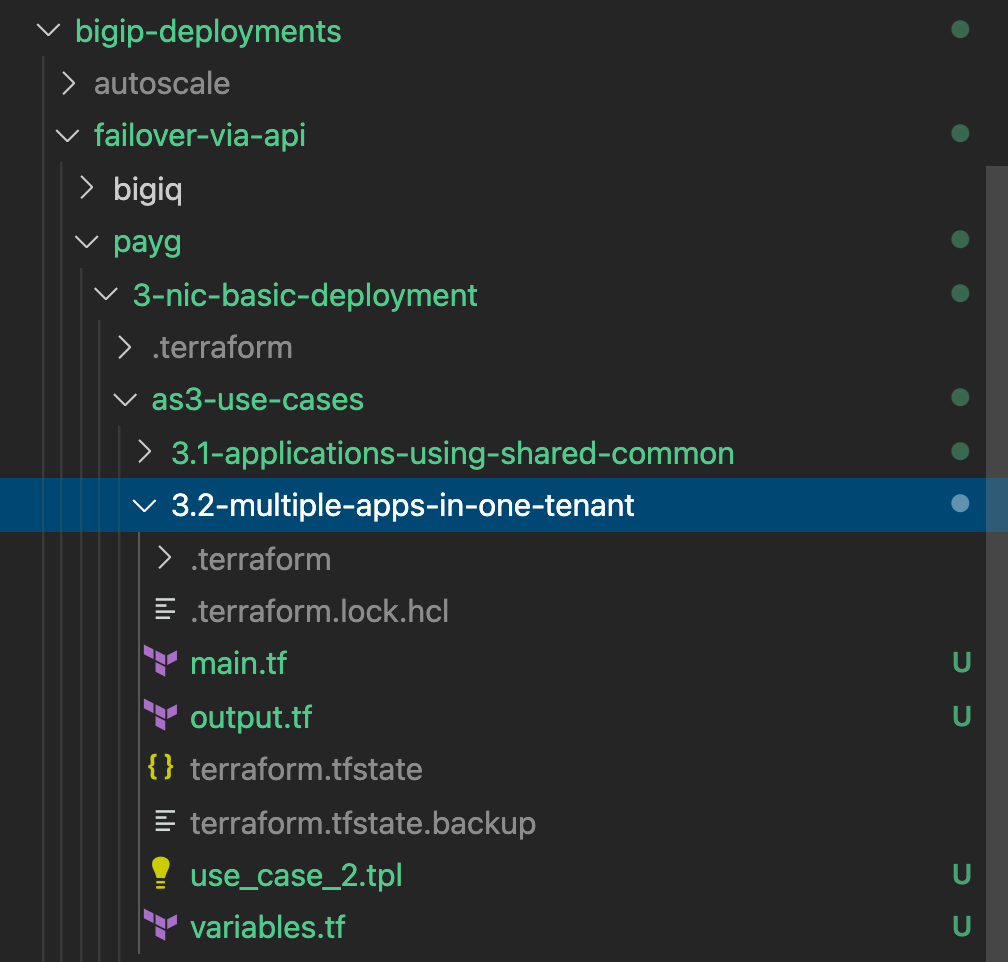 bigip-deployments
autoscale
failover-via-api
bigiq
payg
3-nic-basic-deployment
.terraform
as3-use-cases
3.1-applications-using-shared-common
3.2-multiple-apps-in-one-tenant
.terraform
.terraform.lock.hcl
main.tf U
output.tf U
{} terraform.tfstate
terraform.tfstate.backup
use_case_2.tpl U
variables.tf U